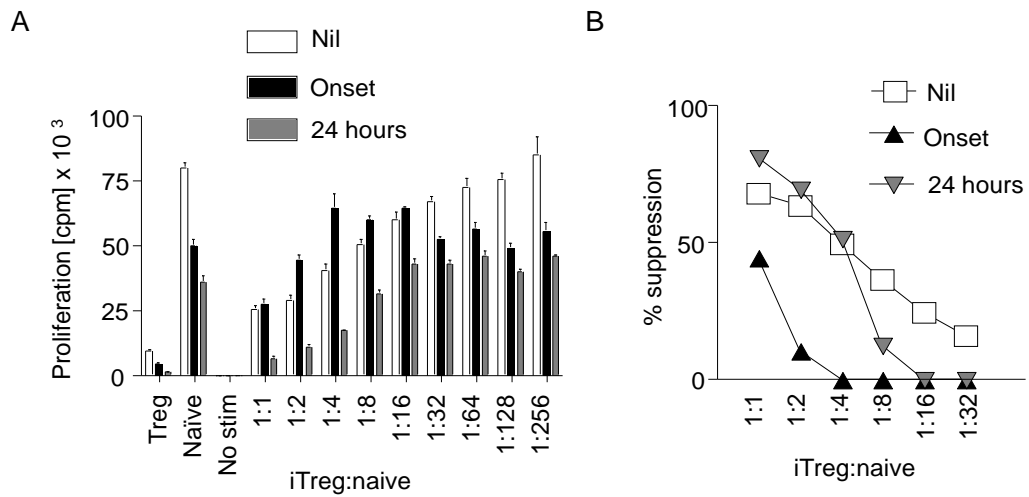 A
Nil
Onset
24 hours
Proliferation [cpm] x 10 3
100
75
50
25
0
Treg
Naïve
No stim
1:1
1:2
1:4
1:8
1:16
1:32
1:64
1:128
1:256
iTreg:naive
B
Nil
Onset
24 hours
% suppression
100
50
0
1:1
1:2
1:4
1:8
1:16
1:32
iTreg:naive